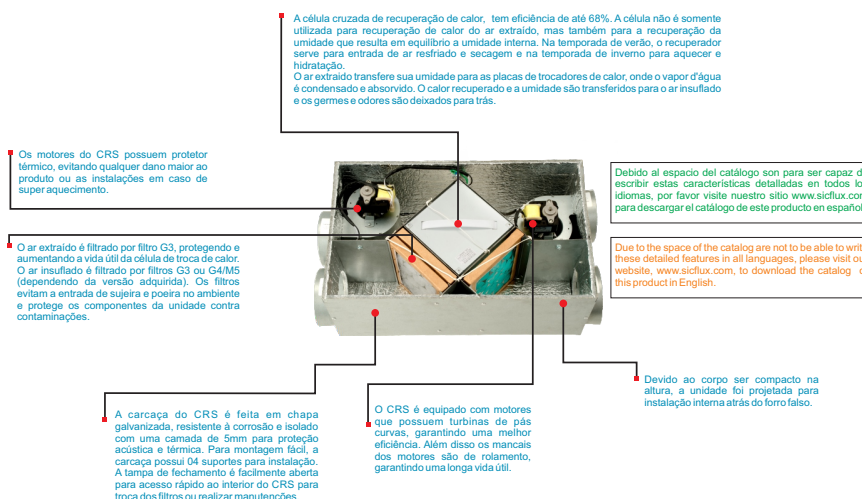 A célula cruzada de recuperação de calor, tem eficiência de até 68%. A célula não é somente
utilizada para recuperação de calor do ar extraído, mas também para a recuperação da
umidade que resulta em equilíbrio a umidade interna. Na temporada de verão, o recuperador
serve para entrada de ar resfriado e secagem e na temporada de inverno para aquecer e
hidratação.
O ar extraido transfere sua umidade para as placas de trocadores de calor, onde o vapor d'água
é condensado e absorvido. O calor recuperado e a umidade são transferidos para o ar insuflado
e os germes e odores são deixados para trás.
Os motores do CRS possuem protetor
térmico, evitando qualquer dano maior ao
produto ou as instalações em caso de
super aquecimento.
Debido al espacio del catálogo son para ser capaz
escribir estas características detalladas en todos
idiomas, por favor visite nuestro sitio www.sicflux.com
para descargar el catálogo de este producto en español
O ar extraído é filtrado por filtro G3, protegendo e
aumentando a vida útil da célula de troca de calor.
O ar insuflado é filtrado por filtros G3 ou G4/M5
(dependendo da versão adquirida). Os filtros
evitam a entrada de sujeira e poeira no ambiente
e protege os componentes da unidade contra
contaminações.
Due to the space of the catalog are not to be able to
these detailed features in all languages, please visit
website, www.sicflux.com, to download the catalog
this product in English.
Devido ao corpo ser compacto na
altura, a unidade foi projetada para
instalação interna atrás do forro falso.
A carcaça do CRS é feita em chapa
galvanizada, resistente à corrosão e isolado
com uma camada de 5mm para proteção
acústica e térmica. Para montagem fácil, a
carcaça possui 04 suportes para instalação.
A tampa de fechamento é facilmente aberta
para acesso rápido ao interior do CRS para
troca dos filtros ou realizar manutenções
O CRS é equipado com motores
que possuem turbinas de pás
curvas, garantindo uma melhor
eficiência. Além disso os mancais
dos motores são de rolamento,
garantindo uma longa vida útil.